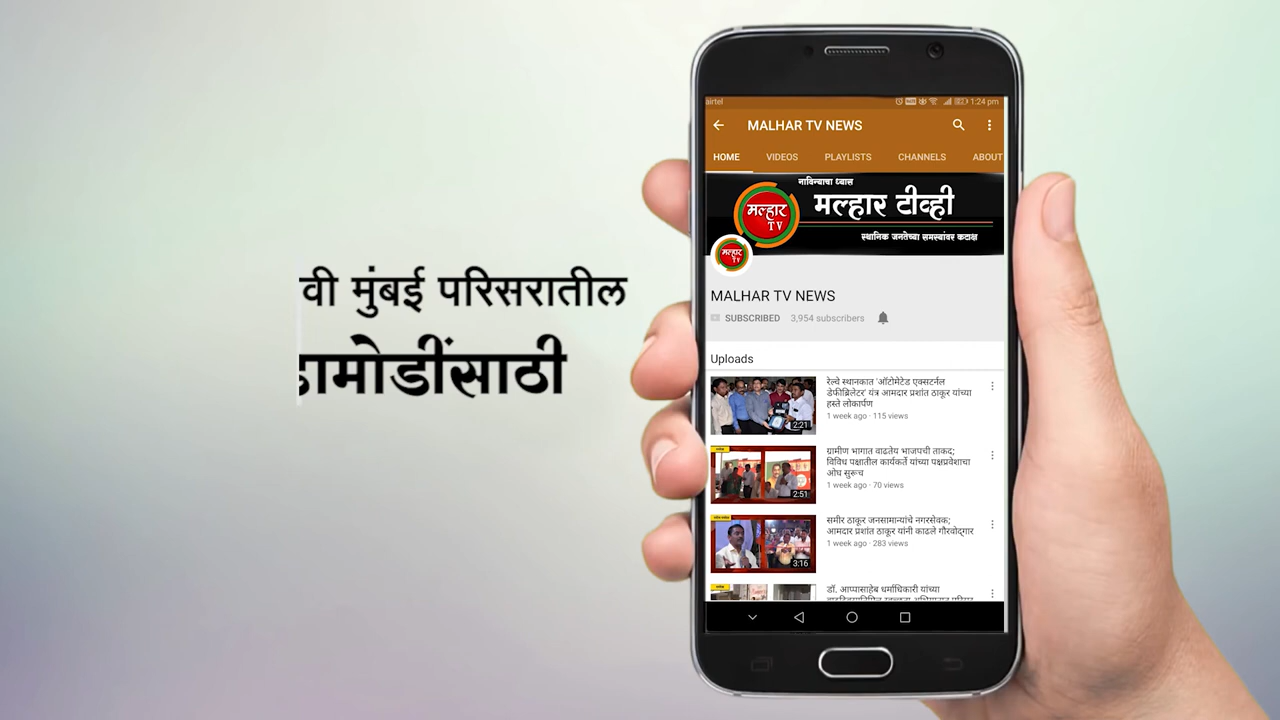 वी मुंबई परिसरातील
ामोडींसाठी
airtel
1:24 pm
MALHAR TV NEWS
HOME VIDEOS PLAYLISTS CHANNELS ABOUT
नाविन्याचा ध्यास
मल्हार टीव्ही
मल्हार
TV
स्थानिक जनतेच्या समस्यांवर कटाक्ष
मल्हार
TV
MALHAR TV NEWS
SUBSCRIBED 3,954 subscribers
Uploads
रेल्वे स्थानकात 'ऑटोमेटेड एक्सटर्नल
डेफीब्रिलेटर' यंत्र आमदार प्रशांत ठाकूर यांच्या
हस्ते लोकार्पण
1 week ago · 115 views
2:21
ग्रामीण भागात वाढतेय भाजपची ताकद;
विविध पक्षातील कार्यकर्ते यांच्या पक्षप्रवेशाचा
ओघ सुरूच
1 week ago · 70 views
2:51
समीर ठाकूर जनसामान्यांचे नगरसेवक;
आमदार प्रशांत ठाकूर यांनी काढले गौरवोद्गार
1 week ago · 283 views
3:16
डॉ. आप्पासाहेब धर्माधिकारी यांच्या